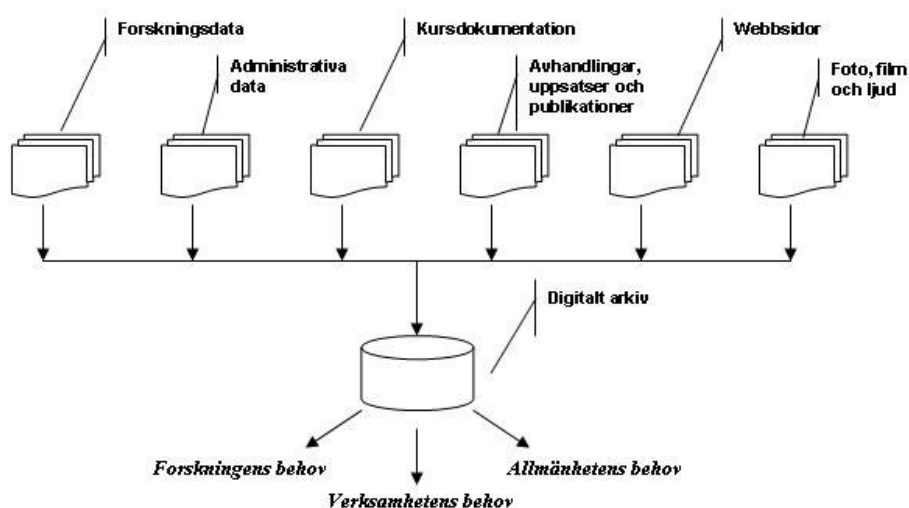 Forskningsdata
Kursdokumentation
Webbsidor
Administrativa
data
Avhandlingar,
uppsatser och
publikationer
Foto, film
och ljud
Digitalt arkiv
Forskningens behov
Allmänhetens behov
Verksamhetens behov